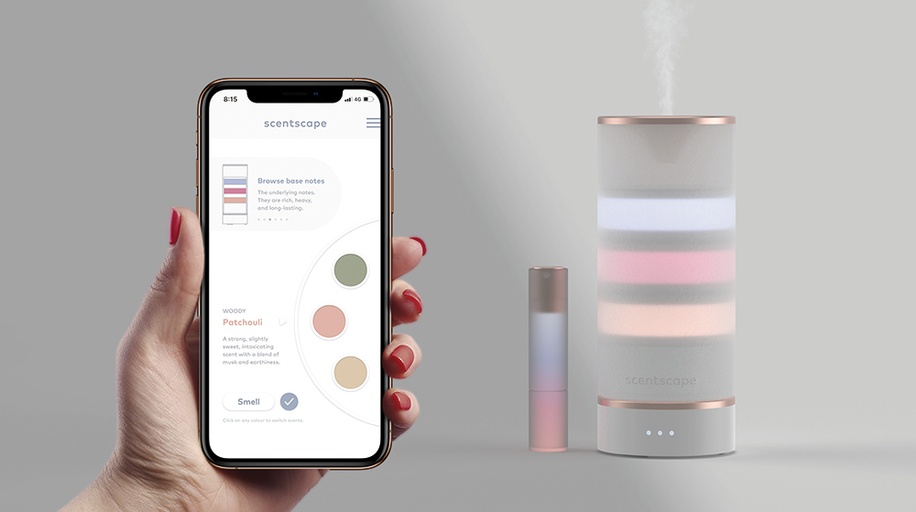 8:15
4G
scentscape
Browse base notes
The underlying notes.
They are rich, heavy,
and long-lasting.
WOODY
Patchouli
A strong, slightly
sweet, intoxicating
scent with a blend of
musk and earthiness.
Smell
Click on any colour to switch scents.
scentscape